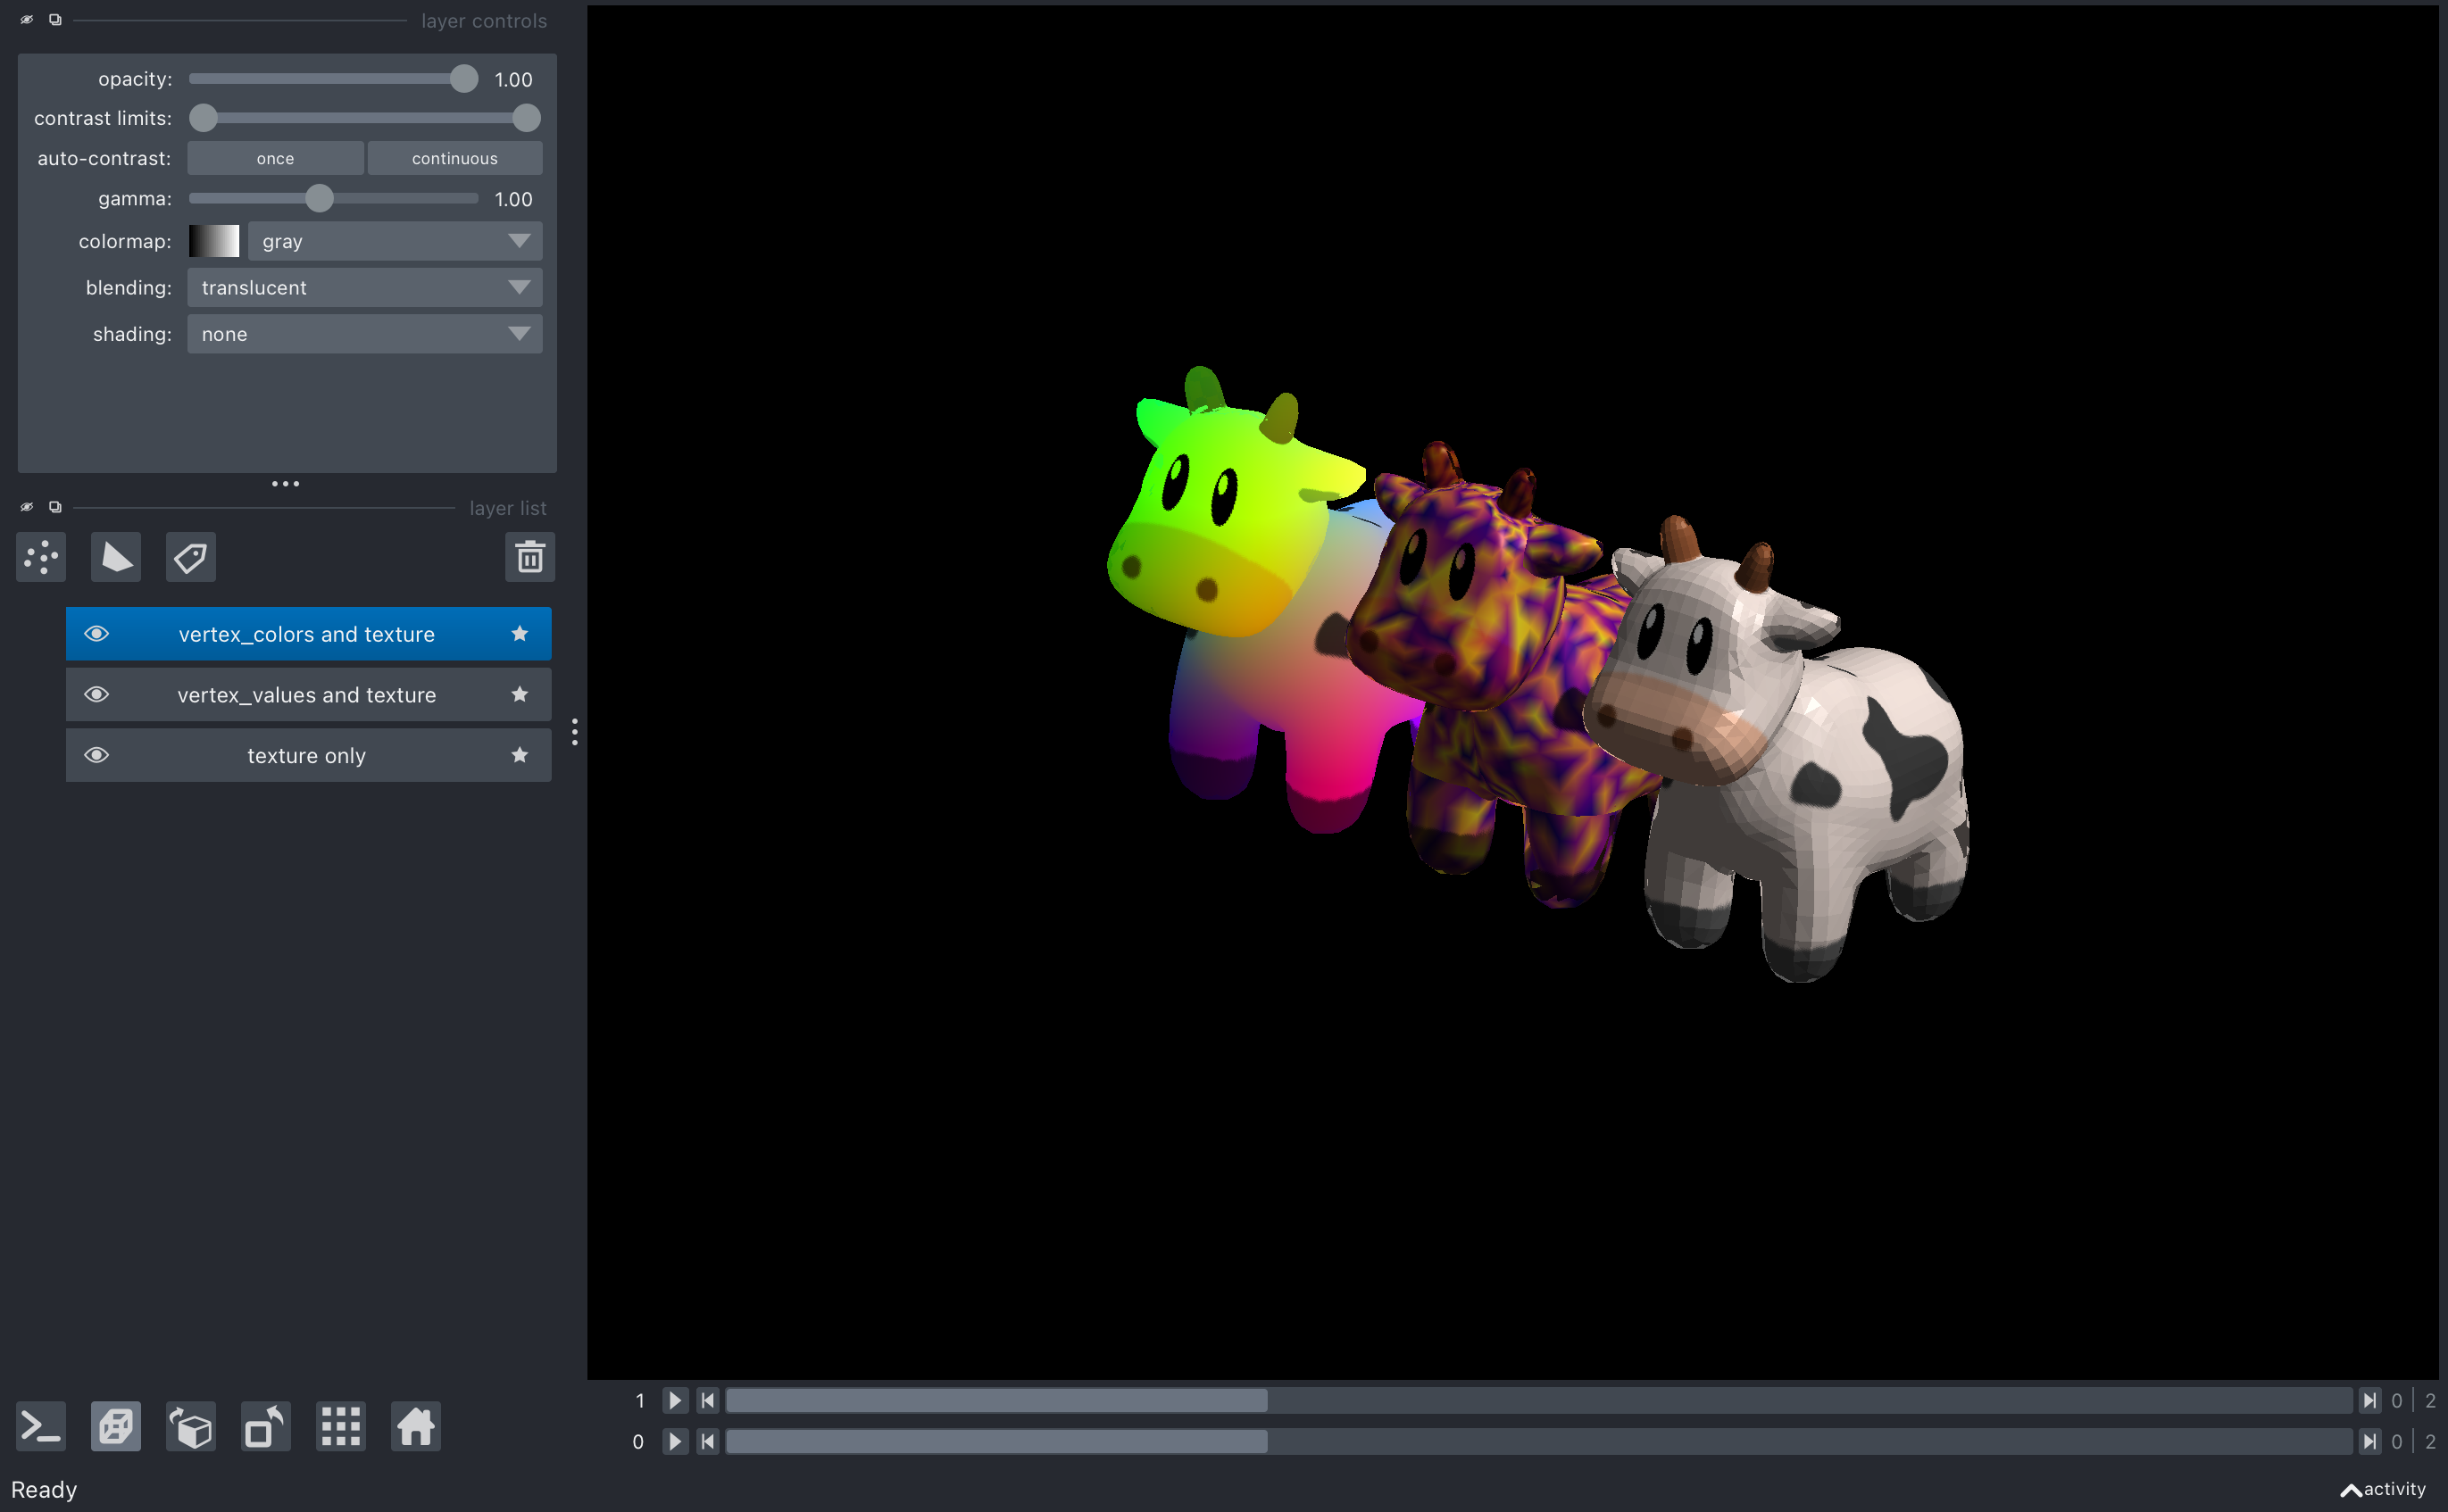 layer controls
opacity: 1.00
contrast limits:
auto-contrast: once continuous
gamma: 1.00
colormap: gray
blending: translucent
shading: none
layer list
vertex_colors and texture
vertex_values and texture
texture only
1 0 2
0 0 2
Ready
activity